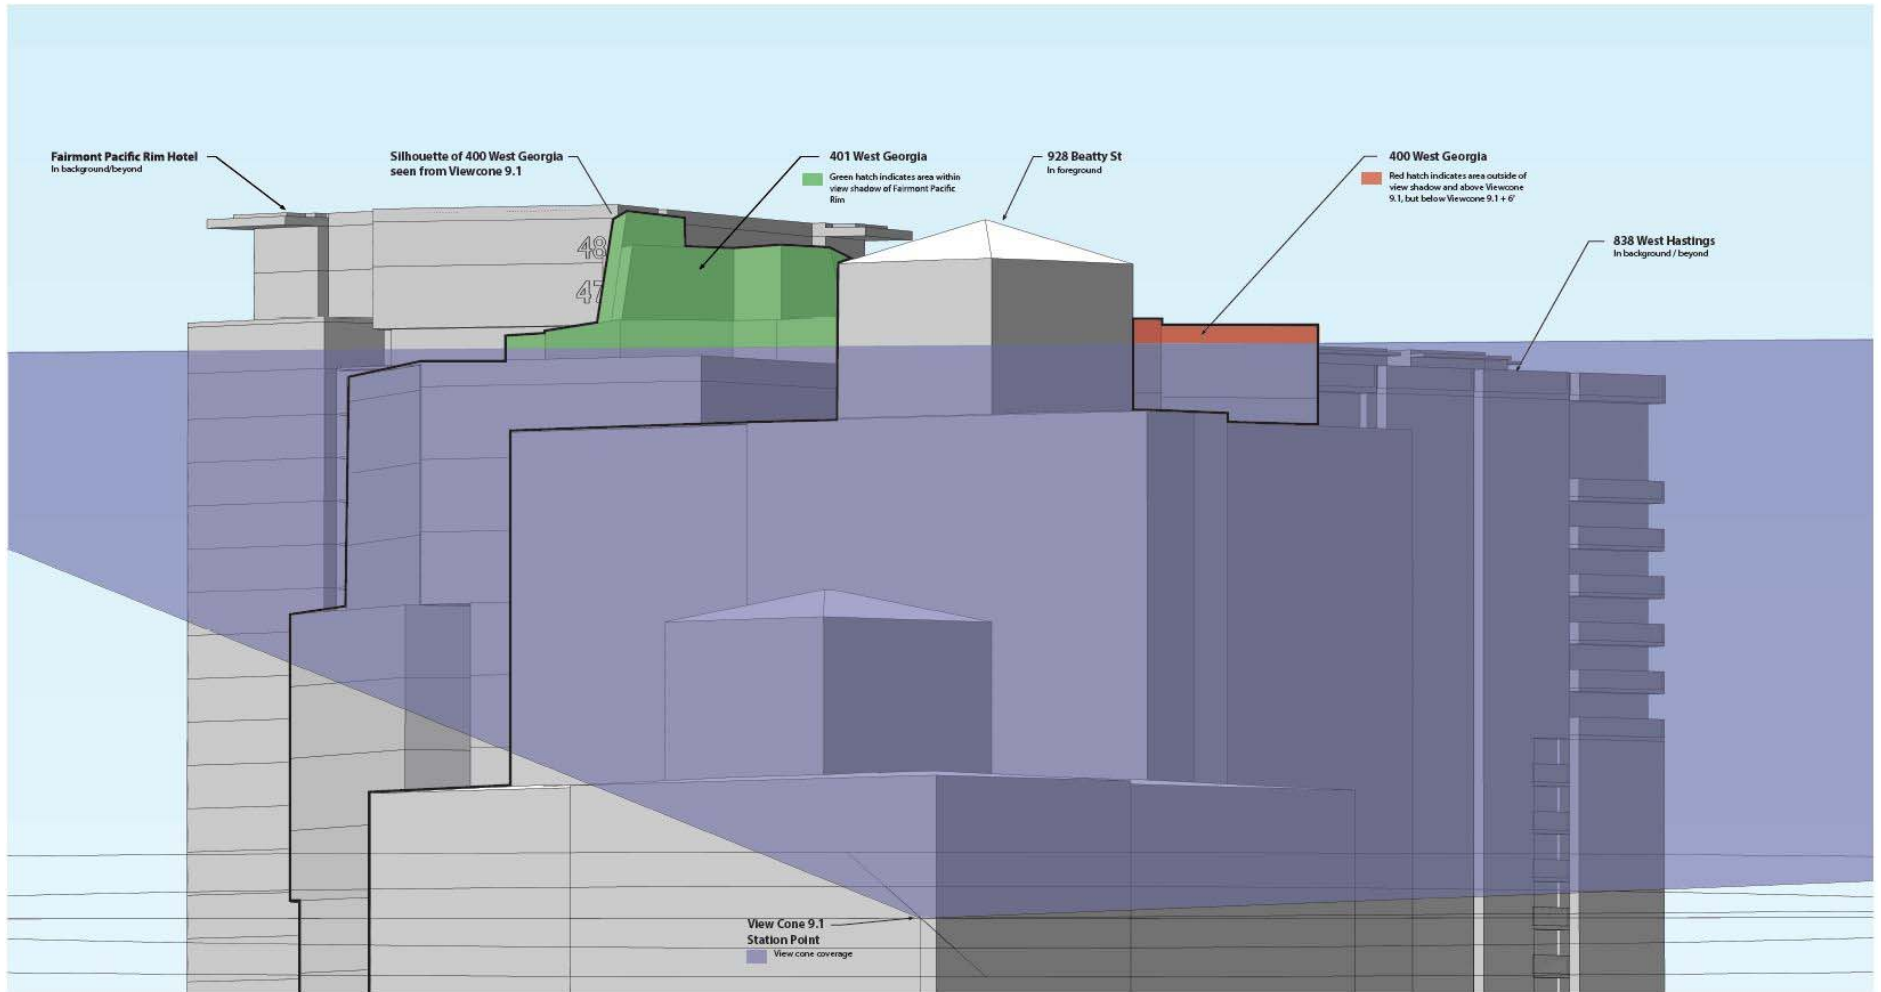 Fairmont Pacific Rim Hotel
In background/beyond
Silhouette of 400 West Georgia
seen from Viewcone 9.1
401 West Georgia
Green hatch indicates area within
view shadow of Fairmont Pacific
Rim
928 Beatty St
In foreground
400 West Georgia
Red hatch indicates area outside of
view shadow and above Viewcone
9.1, but below Viewcone 9.1 + 6'
838 West Hastings
In background / beyond
48
47
View Cone 9.1
Station Point
View cone coverage